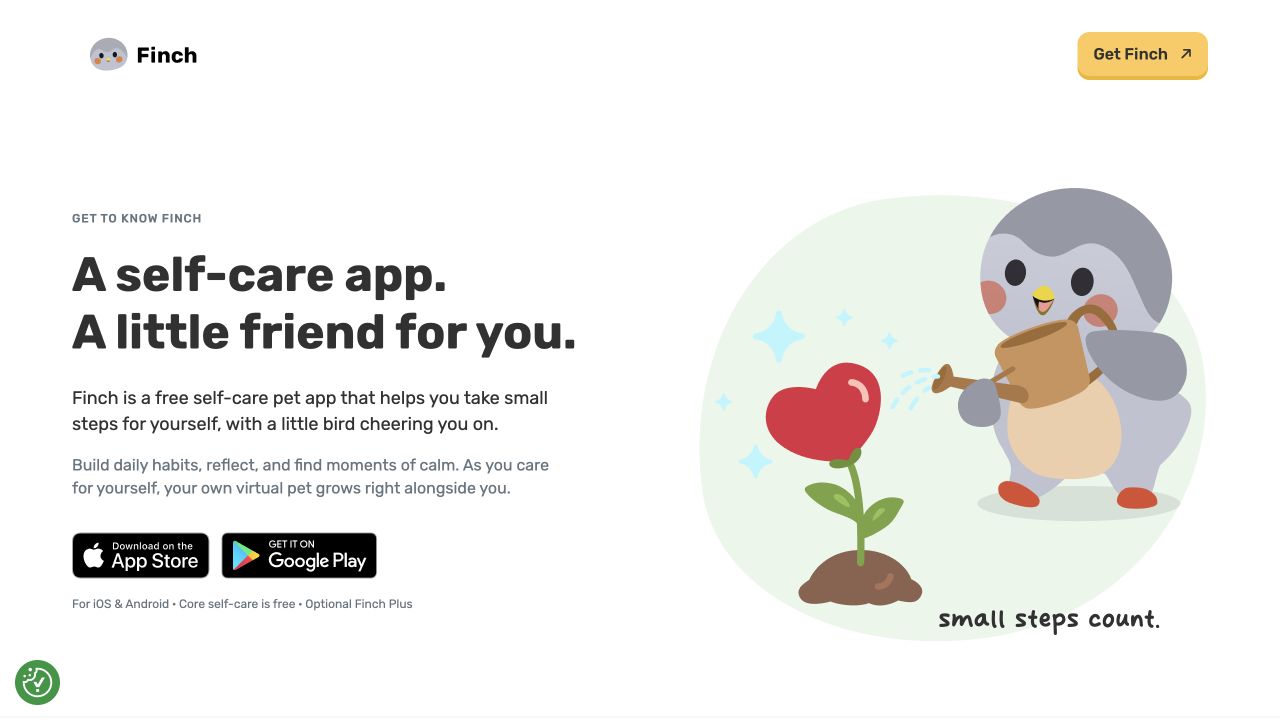 Finch
Get Finch
GET TO KNOW FINCH
A self-care app.
A little friend for you.
Finch is a free self-care pet app that helps you take small
steps for yourself, with a little bird cheering you on.
Build daily habits, reflect, and find moments of calm. As you care
for yourself, your own virtual pet grows right alongside you.
Download on the
App Store
GET IT ON
Google Play
For iOS & Android • Core self-care is free • Optional Finch Plus
small steps count.